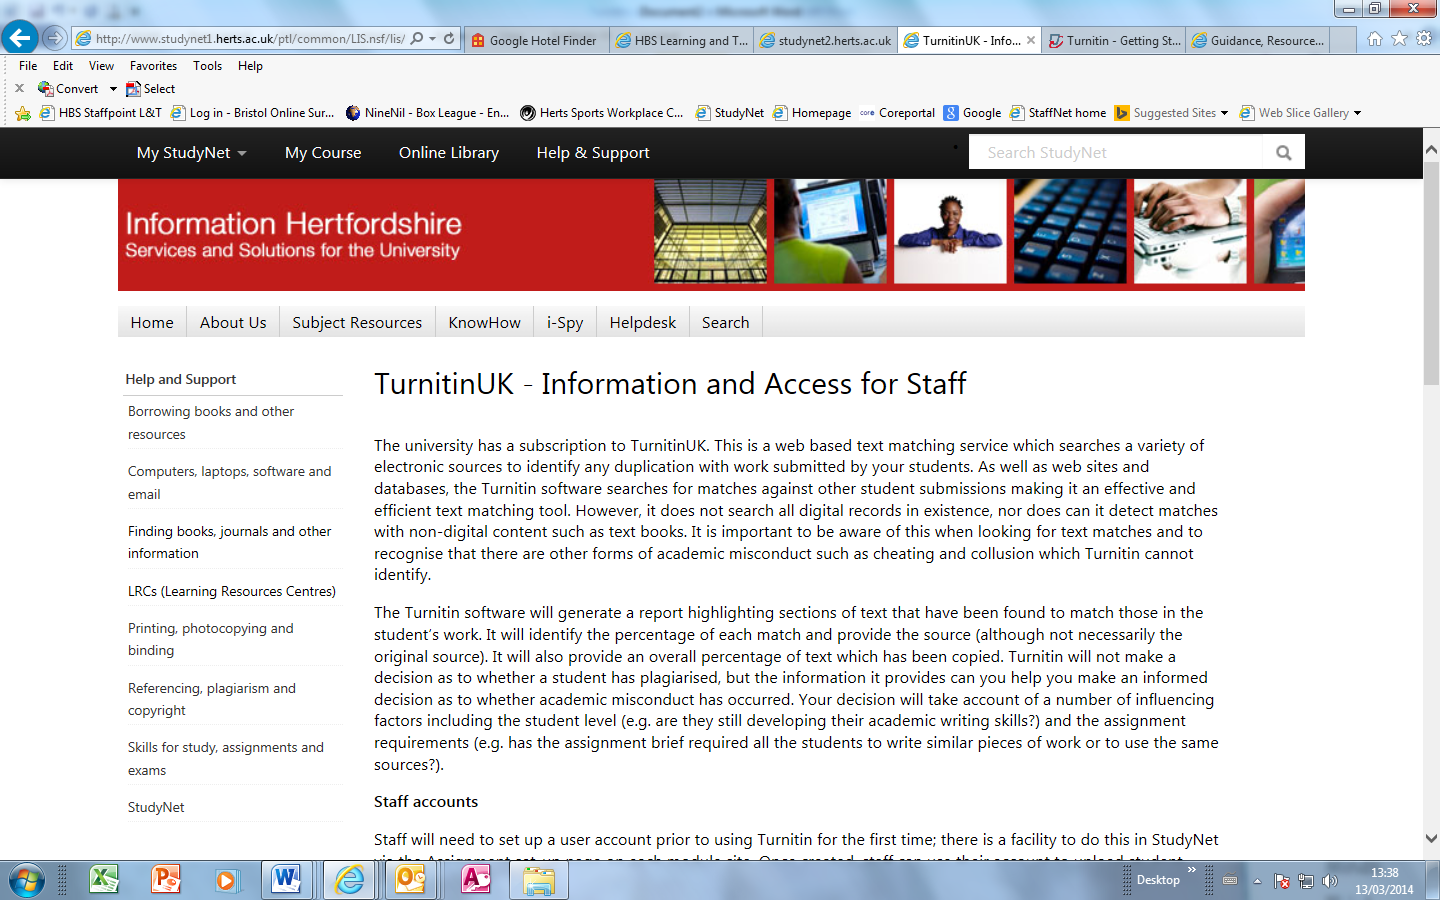 http://www.studynet1.herts.ac.uk/ptl/common/LIS.nsf/lis/
Google Hotel Finder
HBS Learning and T...
studynet2.herts.ac.uk
TurnitinUK - Info...
Turnitin - Getting St...
Guidance, Resource...
File Edit View Favorites Tools Help
Convert Select
HBS Staffpoint L&T
Log in - Bristol Online Sur...
NineNil - Box League - En...
Herts Sports Workplace C...
StudyNet
Homepage
core Coreportal
Google
StaffNet home
Suggested Sites
Web Slice Gallery
My StudyNet My Course Online Library Help & Support Search StudyNet
Information Hertfordshire
Services and Solutions for the University
Home About Us Subject Resources KnowHow i-Spy Helpdesk Search
Help and Support
Borrowing books and other
resources
Computers, laptops, software and
email
Finding books, journals and other
information
LRCs (Learning Resources Centres)
Printing, photocopying and
binding
Referencing, plagiarism and
copyright
Skills for study, assignments and
exams
StudyNet
TurnitinUK - Information and Access for Staff
The university has a subscription to TurnitinUK. This is a web based text matching service which searches a variety of
electronic sources to identify any duplication with work submitted by your students. As well as web sites and
databases, the Turnitin software searches for matches against other student submissions making it an effective and
efficient text matching tool. However, it does not search all digital records in existence, nor does can it detect matches
with non-digital content such as text books. It is important to be aware of this when looking for text matches and to
recognise that there are other forms of academic misconduct such as cheating and collusion which Turnitin cannot
identify.
The Turnitin software will generate a report highlighting sections of text that have been found to match those in the
student's work. It will identify the percentage of each match and provide the source (although not necessarily the
original source). It will also provide an overall percentage of text which has been copied. Turnitin will not make a
decision as to whether a student has plagiarised, but the information it provides can you help you make an informed
decision as to whether academic misconduct has occurred. Your decision will take account of a number of influencing
factors including the student level (e.g. are they still developing their academic writing skills?) and the assignment
requirements (e.g. has the assignment brief required all the students to write similar pieces of work or to use the same
sources?).
Staff accounts
Staff will need to set up a user account prior to using Turnitin for the first time; there is a facility to do this in StudyNet
Desktop
13:38
13/03/2014